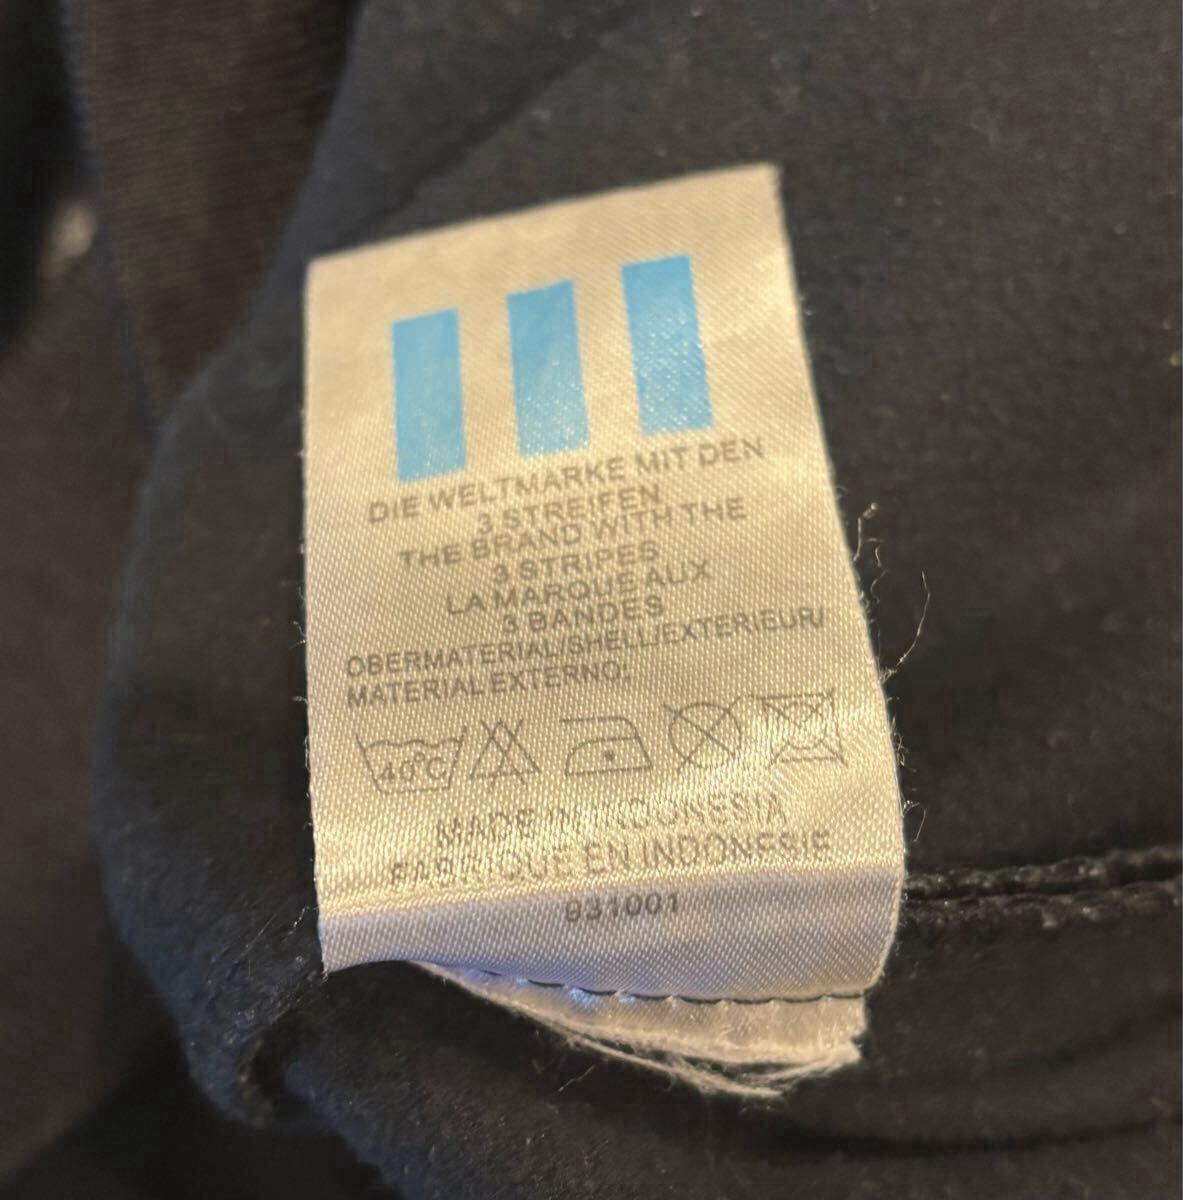 DIE WELTMARKE MIT DEN
3 STREIFEN
THE BRAND WITH THE
3 STRIPES
LA MARQUE AUX
3 BANDES
OBERMATERIAL/SHELL/EXTERIEUR/
MATERIAL EXTERNO:
40°C
MADE IN INDONESIA
FABRIQUE EN INDONESIE
931001